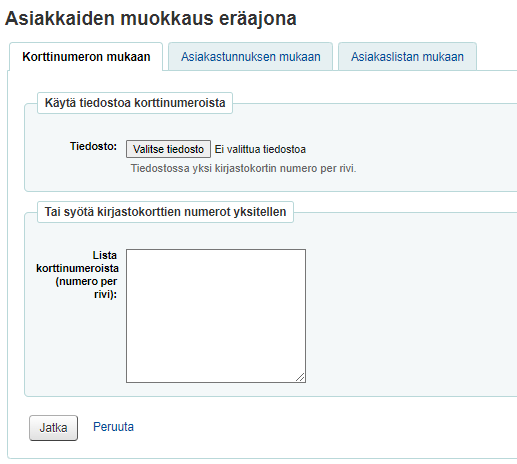 Asiakkaiden muokkaus eräajona
Korttinumeron mukaan
Asiakastunnuksen mukaan
Asiakaslistan mukaan
Käytä tiedostoa korttinumeroista
Tiedosto:
Valitse tiedosto
Ei valittua tiedostoa
Tiedostossa yksi kirjastokortin numero per rivi.
Tai syötä kirjastokorttien numerot yksitellen
Lista
korttinumeroista
(numero per
rivi):
Jatka
Peruuta